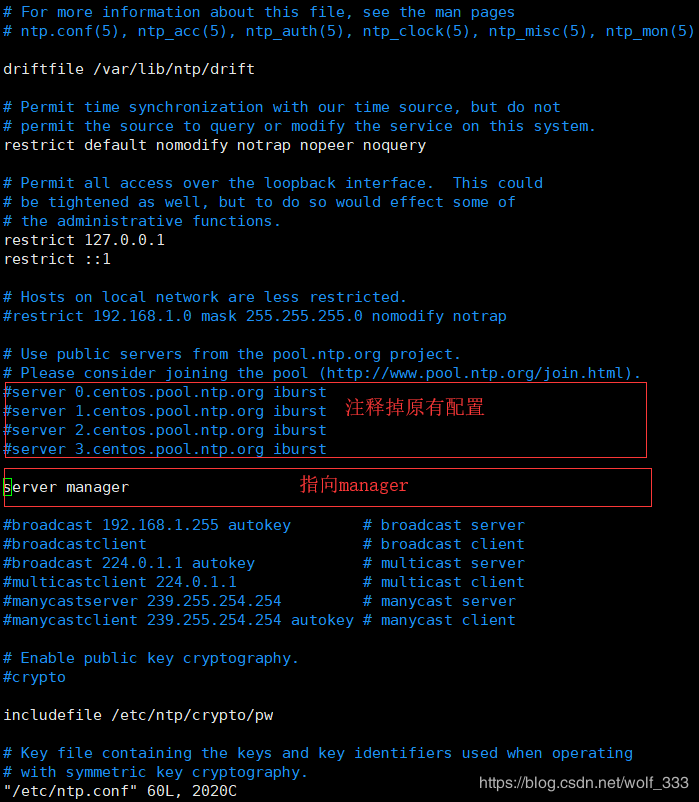 # For more information about this file, see the man pages
# ntp.conf(5), ntp_acc(5), ntp_auth(5), ntp_clock(5), ntp_misc(5), ntp_mon(5)
driftfile /var/lib/ntp/drift
# Permit time synchronization with our time source, but do not
# permit the source to query or modify the service on this system.
restrict default nomodify notrap nopeer noquery
# Permit all access over the loopback interface.  This could
# be tightened as well, but to do so would effect some of
# the administrative functions.
restrict 127.0.0.1
restrict ::1
# Hosts on local network are less restricted.
#restrict 192.168.1.0 mask 255.255.255.0 nomodify notrap
# Use public servers from the pool.ntp.org project.
# Please consider joining the pool (http://www.pool.ntp.org/join.html).
#server 0.centos.pool.ntp.org iburst
#server 1.centos.pool.ntp.org iburst 注释掉原有配置
#server 2.centos.pool.ntp.org iburst
#server 3.centos.pool.ntp.org iburst
server manager 指向manager
#broadcast 192.168.1.255 autokey        # broadcast server
#broadcastclient                        # broadcast client
#broadcast 224.0.1.1 autokey            # multicast server
#multicastclient 224.0.1.1              # multicast client
#manycastserver 239.255.254.254         # manycast server
#manycastclient 239.255.254.254 autokey # manycast client
# Enable public key cryptography.
#crypto
includefile /etc/ntp/crypto/pw
# Key file containing the keys and key identifiers used when operating
# with symmetric key cryptography.
"/etc/ntp.conf" 60L, 2020C
https://blog.csdn.net/wolf_333